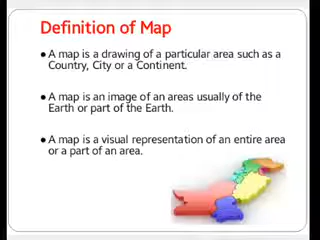 Definition of Map
• A map is a drawing of a particular area such as a
Country, City or a Continent.
• A map is an image of an areas usually of the
Earth or part of the Earth.
• A map is a visual representation of an entire area
or a part of an area.